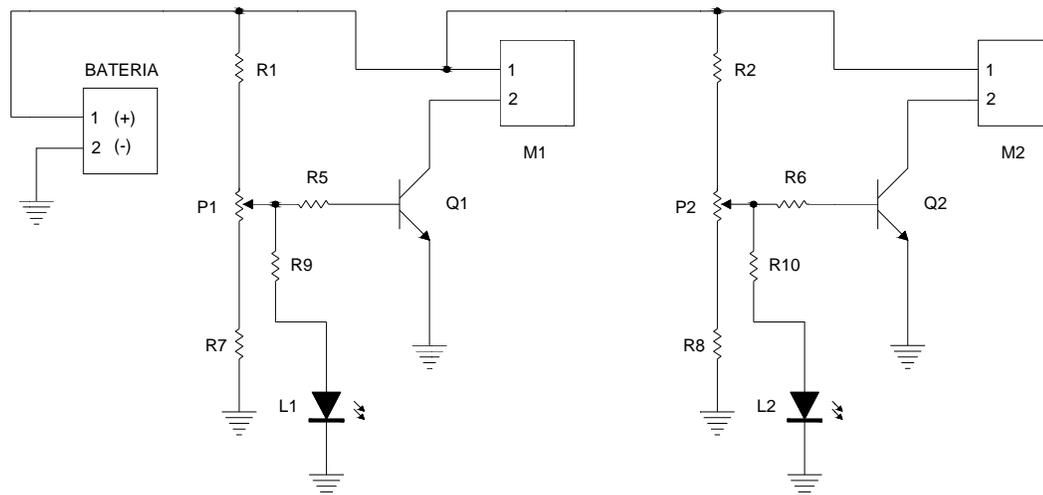 R1
R2
BATERIA
1 (+)
2 (-)
1
2
M1
1
2
M2
R5
P1
Q1
R6
P2
Q2
R9
R10
R7
R8
L1
L2